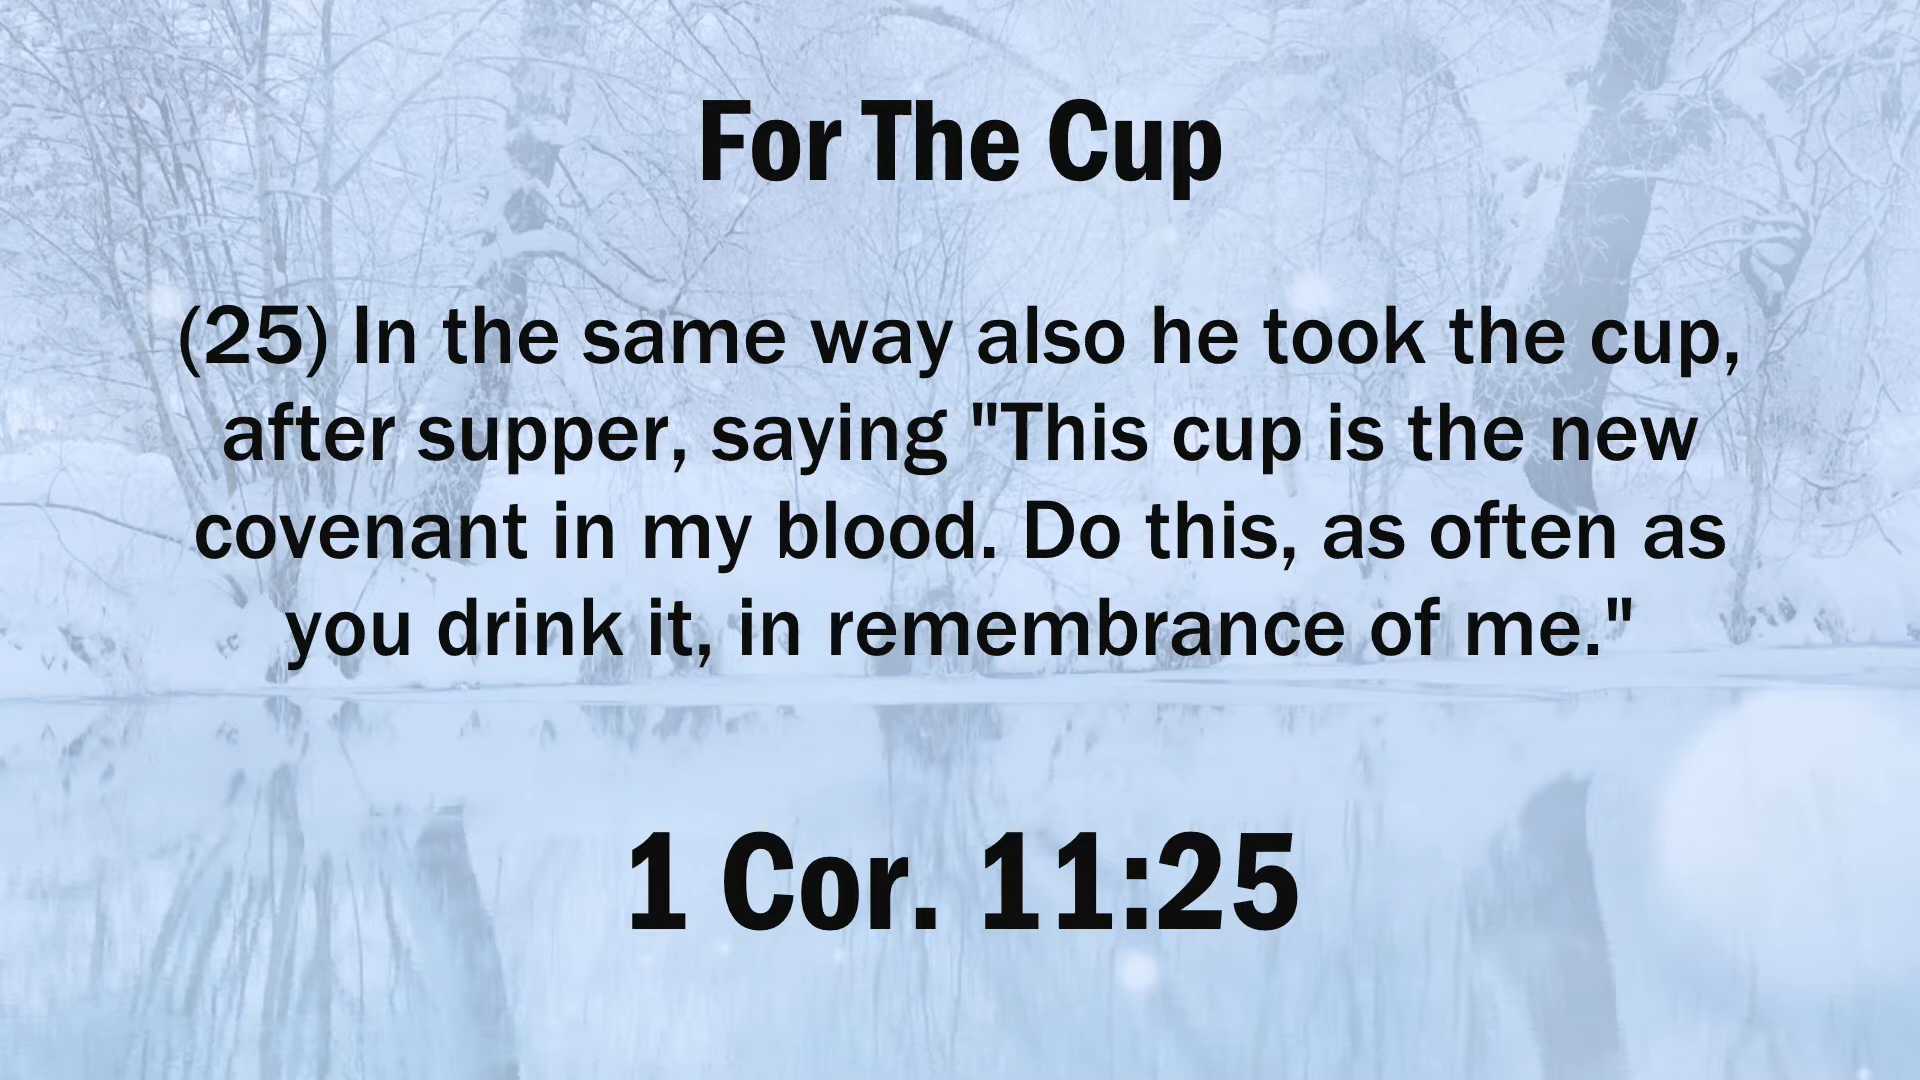 For The Cup
(25) In the same way also he took the cup,
after supper, saying "This cup is the new
covenant in my blood. Do this, as often as
you drink it, in remembrance of me."
1 Cor. 11:25